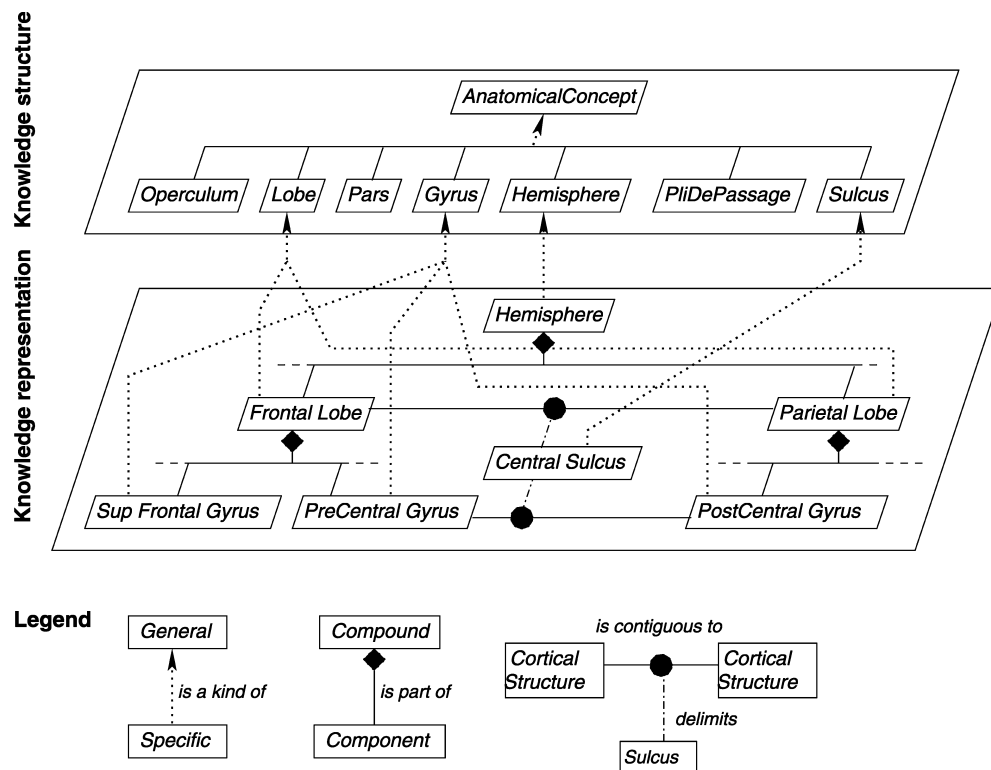 Knowledge structure
AnatomicalConcept
Operculum
Lobe
Pars
Gyrus
Hemisphere
PliDePassage
Sulcus
Knowledge representation
Hemisphere
Frontal Lobe
Parietal Lobe
Central Sulcus
Sup Frontal Gyrus
PreCentral Gyrus
PostCentral Gyrus
Legend
General
is a kind of
Specific
Compound
is part of
Component
is contiguous to
Cortical
Structure
Cortical
Structure
delimits
Sulcus